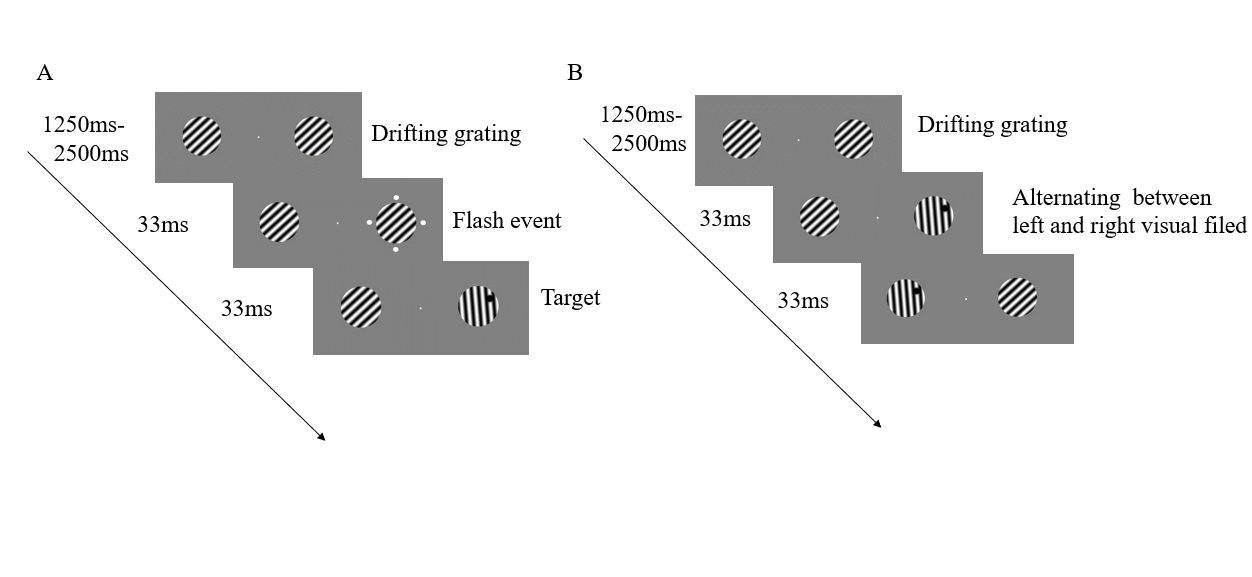 A
1250ms-
2500ms
Drifting grating
33ms
Flash event
33ms
Target
B
1250ms-
2500ms
Drifting grating
33ms
Alternating between
left and right visual filed
33ms